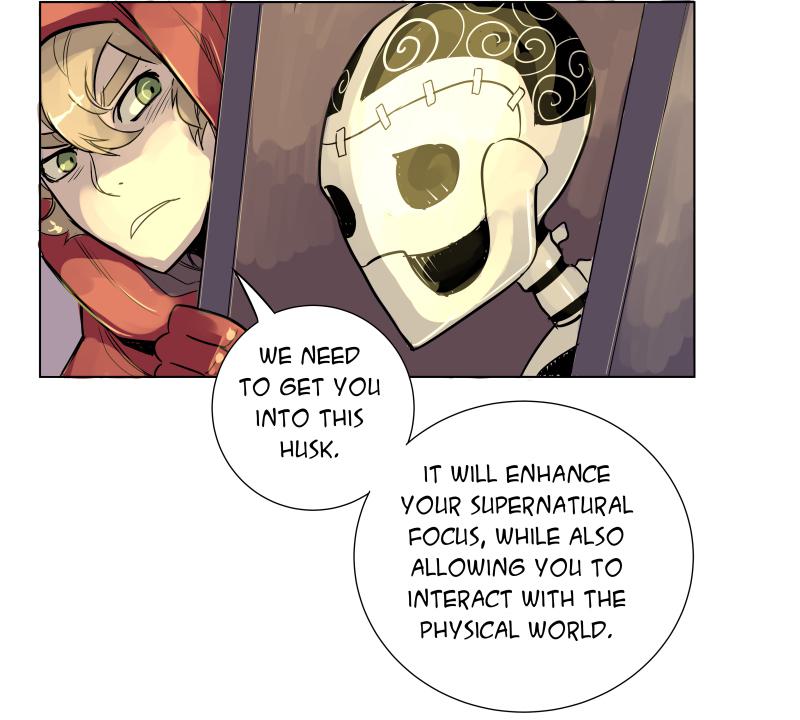 WE NEED
TO GET YOU
INTO THIS
HUSK.
IT WILL ENHANCE
YOUR SUPERNATURAL
FOCUS, WHILE ALSO
ALLOWING YOU TO
INTERACT WITH THE
PHYSICAL WORLD.